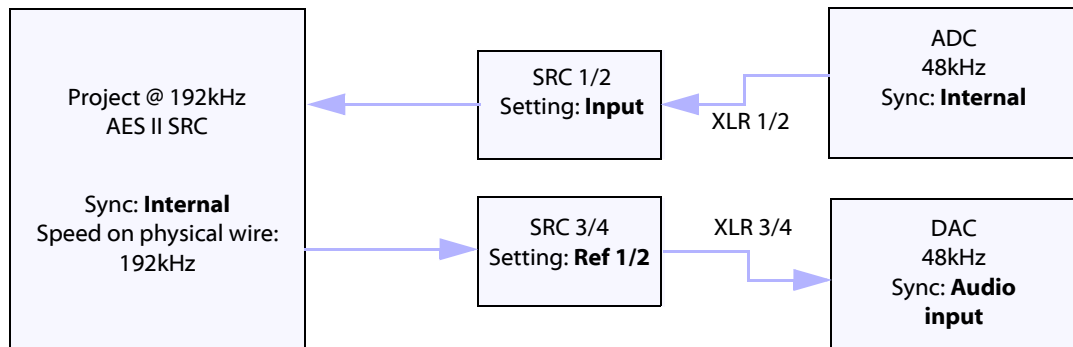 Project @ 192kHz
AES II SRC
Sync: Internal
Speed on physical wire:
192kHz
SRC 1/2
Setting: Input
XLR 1/2
ADC
48kHz
Sync: Internal
SRC 3/4
Setting: Ref 1/2
XLR 3/4
DAC
48kHz
Sync: Audio
input